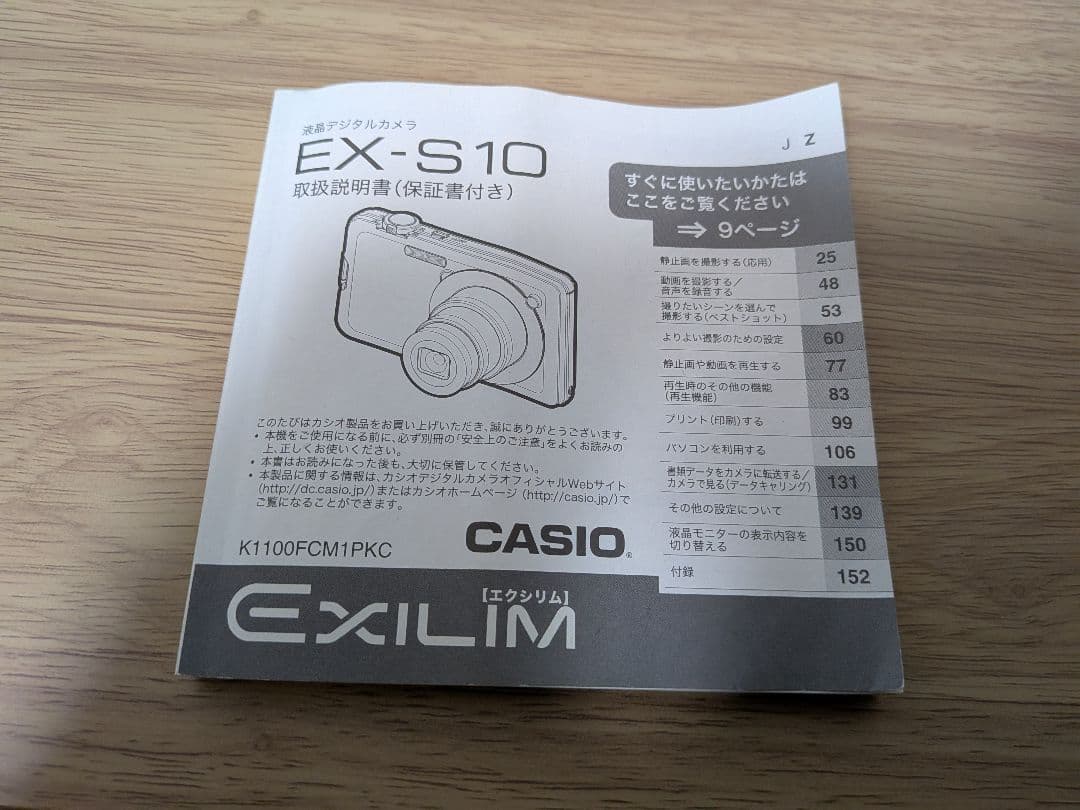 液晶デジタルカメラ
EX-S10
取扱説明書(保証書付き)
J Z
すぐに使いたいかたは
ここをご覧ください
⇒ 9ページ
静止画を撮影する(応用) 25
動画を撮影する/
音声を録音する 48
撮りたいシーンを選んで
撮影する(ベストショット) 53
よりよい撮影のための設定 60
静止画や動画を再生する 77
再生時のその他の機能
(再生機能) 83
プリント(印刷)する 99
パソコンを利用する 106
書類データをカメラに転送する/
カメラで見る(データキャリング) 131
その他の設定について 139
液晶モニターの表示内容を
切り替える 150
付録 152
このたびはカシオ製品をお買い上げいただき、誠にありがとうございます。
• 本機をご使用になる前に、必ず別冊の「安全上のご注意」をよくお読みの
上、正しくお使いください。
• 本書はお読みになった後も、大切に保管してください。
• 本製品に関する情報は、カシオデジタルカメラオフィシャルWebサイト
(http://dc.casio.jp/)またはカシオホームページ(http://casio.jp/)で
ご覧になることができます。
K1100FCM1PKC
CASIO®
[エクシリム]
EXILIM